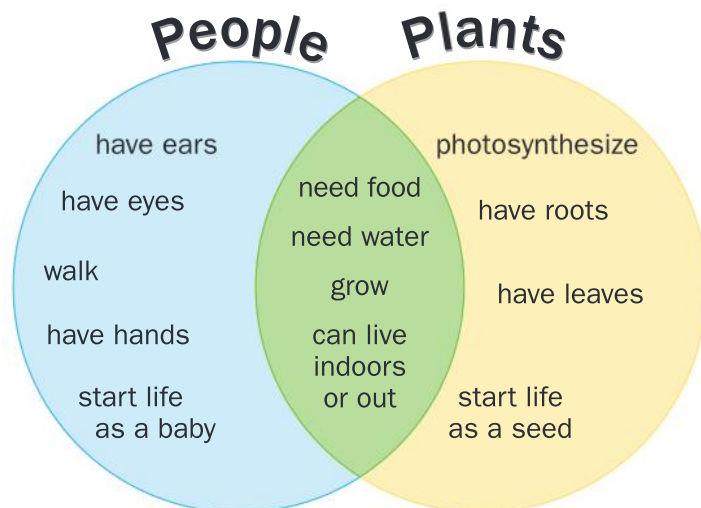 People
Plants
have ears
have eyes
walk
have hands
start life
as a baby
need food
need water
grow
can live
indoors
or out
photosynthesize
have roots
have leaves
start life
as a seed